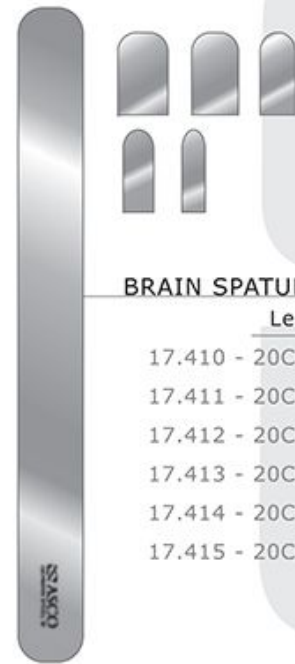 BRAIN SPATU
Le
17.410 - 20C
17.411 - 20C
17.412 - 20C
17.413 - 20C
17.414 - 20C
17.415 - 20C
ASCO